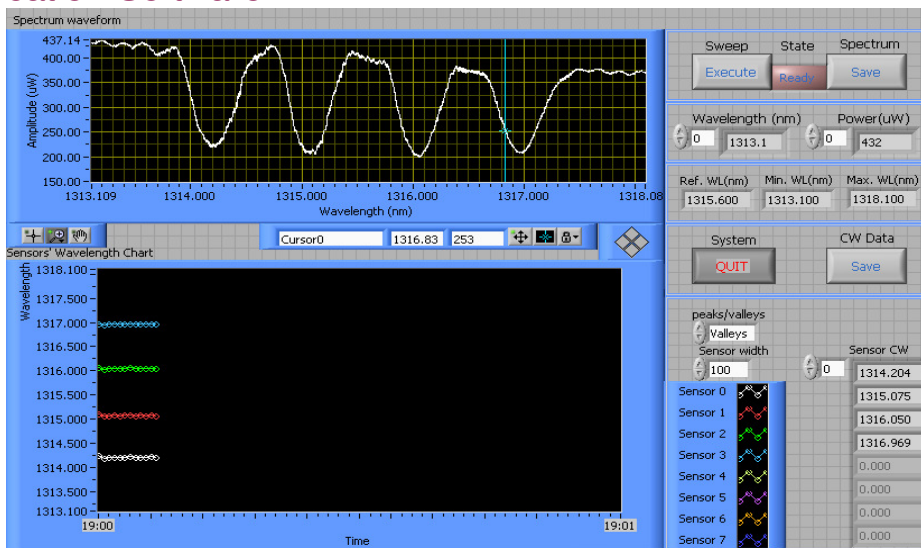 Spectrum waveform
437.14
400.00
350.00
300.00
250.00
200.00
150.00
Amplitude (uW)
1313.109 1314.000 1315.000 1316.000 1317.000 1318.08
Wavelength (nm)
Cursor0 1316.83 253
Sensors' Wavelength Chart
1318.100
1317.500
1317.000
1316.500
1316.000
1315.500
1315.000
1314.500
1314.000
1313.500
1313.100
Wavelength
19:00 19:01
Time
Sweep State Spectrum
Execute Ready Save
Wavelength (nm) Power(uW)
0 1313.1 0 432
Ref. WL(nm) Min. WL(nm) Max. WL(nm)
1315.600 1313.100 1318.100
System CW Data
QUIT Save
peaks/valleys
Valleys
Sensor width Sensor CW
100 0 1314.204
Sensor 0 1315.075
Sensor 1 1316.050
Sensor 2 1316.969
Sensor 3 0.000
Sensor 4 0.000
Sensor 5 0.000
Sensor 6 0.000
Sensor 7